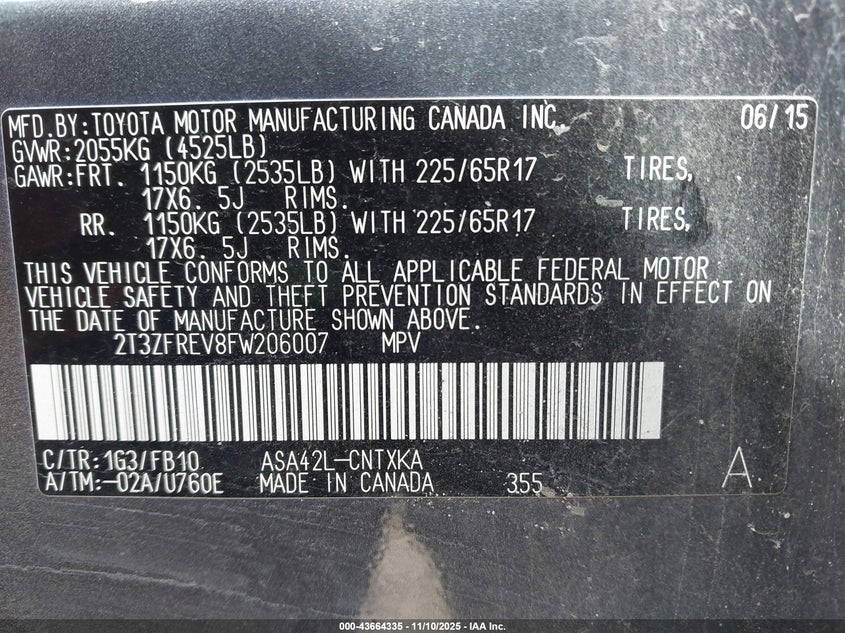 MFD.BY:TOYOTA MOTOR MANUFACTURING CANADA INC. 06/15
GVWR:2055KG (4525LB)
GAWR:FRT. 1150KG (2535LB) WITH 225/65R17 TIRES,
17X6. 5J RIMS.
RR. 1150KG (2535LB) WITH 225/65R17 TIRES,
17X6. 5J RIMS.
THIS VEHICLE CONFORMS TO ALL APPLICABLE FEDERAL MOTOR
VEHICLE SAFETY AND THEFT PREVENTION STANDARDS IN EFFECT ON
THE DATE OF MANUFACTURE SHOWN ABOVE.
2T3ZFREV8FW206007 MPV
C/TR:1G3/FB10 ASA42L-CNTXKA
A/TM:-02A/U760E MADE IN CANADA 355 A
000-43664335 | 11/10/2025 — IAA Inc.